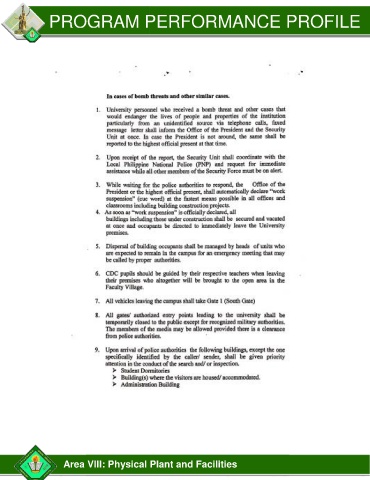 PROGRAM PERFORMANCE PROFILE
In cases of bomb threats and other similar cases.
1. University personnel who received a bomb threat and other cases that
would endanger the lives of people and properties of the institution
particularly from an unidentified source via telephone calls, faxed
message letter shall inform the Office of the President and the Security
Unit at once. In case the President is not around, the same shall be
reported to the highest official present at that time.
2. Upon receipt of the report, the Security Unit shall coordinate with the
Local Philippine National Police (PNP) and request for immediate
assistance while all other members of the Security Force must be on alert.
3. While waiting for the police authorities to respond, the Office of the
President or the highest official present, shall automatically declare "work
suspension" (cue word) at the fastest means possible in all offices and
classrooms including building construction projects.
4. As soon as "work suspension" is officially declared, all
buildings including those under construction shall be secured and vacated
at once and occupants be directed to immediately leave the University
premises.
5. Dispersal of building occupants shall be managed by heads of units who
are expected to remain in the campus for an emergency meeting that may
be called by proper authorities.
6. CDC pupils should be guided by their respective teachers when leaving
their premises who altogether will be brought to the open area in the
Faculty Village.
7. All vehicles leaving the campus shall take Gate 1 (South Gate)
8. All gates/ authorized entry points leading to the university shall be
temporarily closed to the public except for recognized military authorities.
The members of the media may be allowed provided there is a clearance
from police authorities.
9. Upon arrival of police authorities the following buildings, except the one
specifically identified by the caller/ sender, shall be given priority
attention in the conduct of the search and/ or inspection.
➤ Student Dormitories
➤ Building(s) where the visitors are housed/ accommodated.
➤ Administration Building
Area VIII: Physical Plant and Facilities